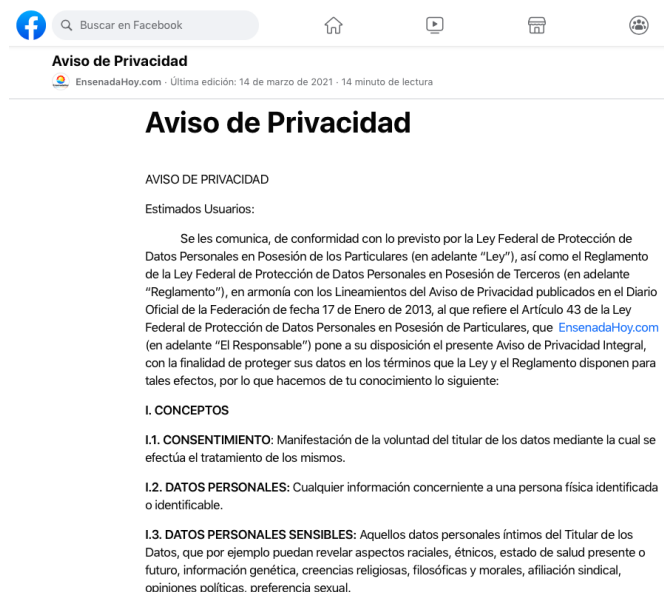 Buscar en Facebook
Aviso de Privacidad
EnsenadaHoy.com · Última edición: 14 de marzo de 2021 · 14 minuto de lectura
Aviso de Privacidad
AVISO DE PRIVACIDAD
Estimados Usuarios:
Se les comunica, de conformidad con lo previsto por la Ley Federal de Protección de
Datos Personales en Posesión de los Particulares (en adelante “Ley”), así como el Reglamento
de la Ley Federal de Protección de Datos Personales en Posesión de Terceros (en adelante
“Reglamento”), en armonía con los Lineamientos del Aviso de Privacidad publicados en el Diario
Oficial de la Federación de fecha 17 de Enero de 2013, al que refiere el Artículo 43 de la Ley
Federal de Protección de Datos Personales en Posesión de Particulares, que EnsenadaHoy.com
(en adelante “El Responsable”) pone a su disposición el presente Aviso de Privacidad Integral,
con la finalidad de proteger sus datos en los términos que la Ley y el Reglamento disponen para
tales efectos, por lo que hacemos de tu conocimiento lo siguiente:
I. CONCEPTOS
I.1. CONSENTIMIENTO: Manifestación de la voluntad del titular de los datos mediante la cual se
efectúa el tratamiento de los mismos.
I.2. DATOS PERSONALES: Cualquier información concerniente a una persona física identificada
o identificable.
I.3. DATOS PERSONALES SENSIBLES: Aquellos datos personales íntimos del Titular de los
Datos, que por ejemplo puedan revelar aspectos raciales, étnicos, estado de salud presente o
futuro, información genética, creencias religiosas, filosóficas y morales, afiliación sindical,
opiniones políticas, preferencia sexual.